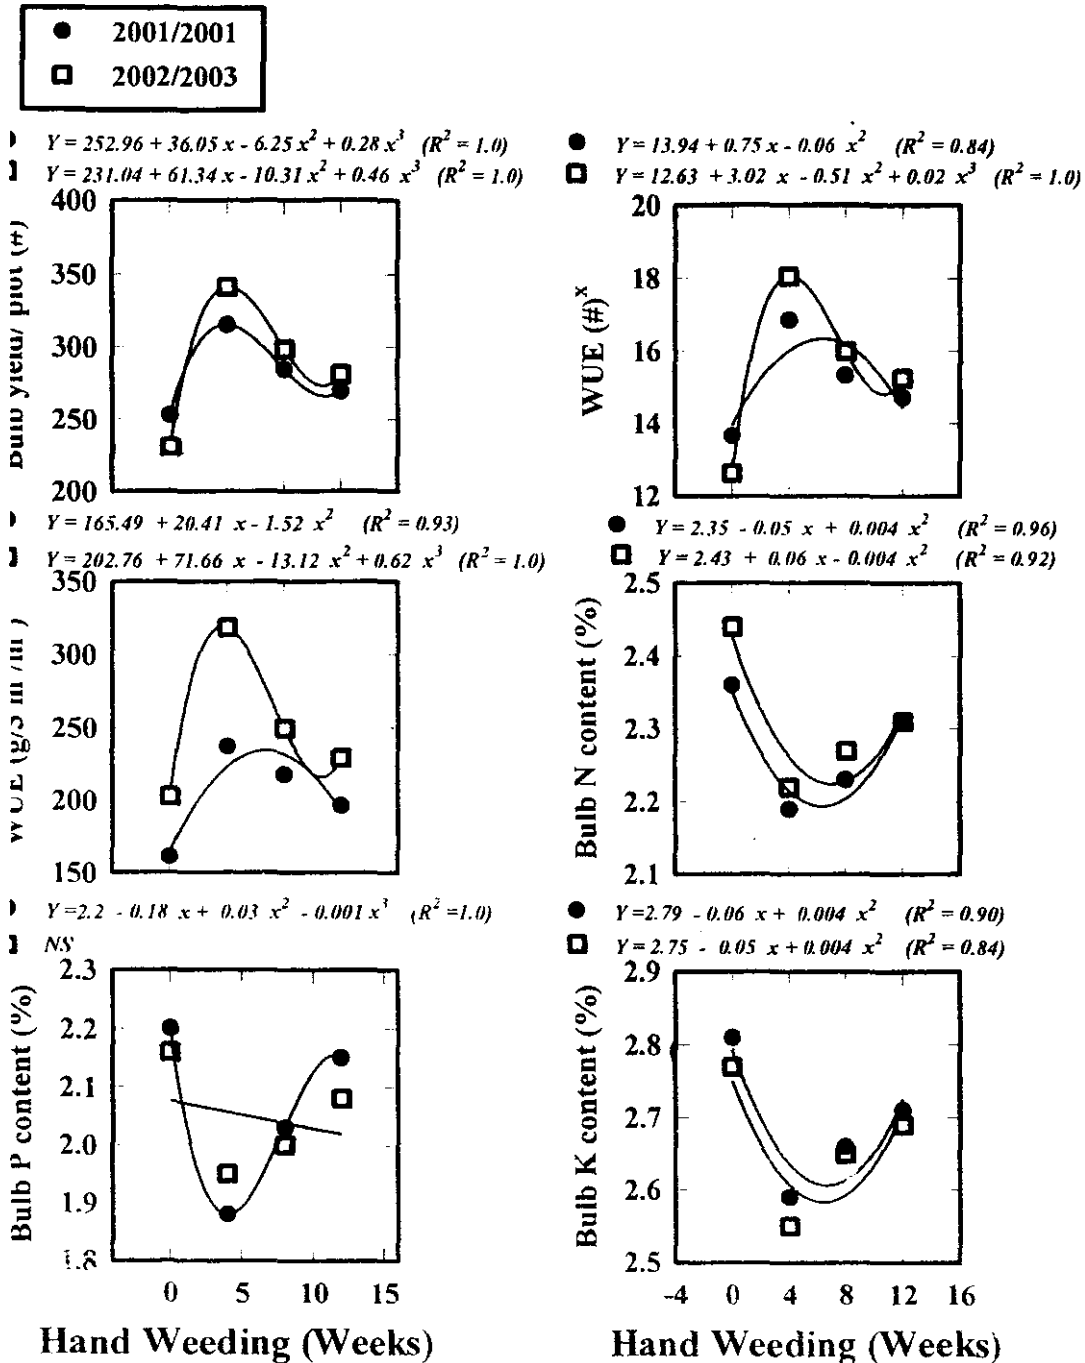 2001/2001
2002/2003
Y = 252.96 + 36.05 x - 6.25 x² + 0.28 x³ (R² = 1.0)
Y = 231.04 + 61.34 x - 10.31 x² + 0.46 x³ (R² = 1.0)
Bulb yield/ plot (#)
400
350
300
250
200
Y = 13.94 + 0.75 x - 0.06 x² (R² = 0.84)
Y = 12.63 + 3.02 x - 0.51 x² + 0.02 x³ (R² = 1.0)
WUE (#)ˣ
20
18
16
14
12
Y = 165.49 + 20.41 x - 1.52 x² (R² = 0.93)
Y = 202.76 + 71.66 x - 13.12 x² + 0.62 x³ (R² = 1.0)
WUE
350
300
250
200
150
Y = 2.35 - 0.05 x + 0.004 x² (R² = 0.96)
Y = 2.43 + 0.06 x - 0.004 x² (R² = 0.92)
Bulb N content (%)
2.5
2.4
2.3
2.2
2.1
Y =2.2 - 0.18 x + 0.03 x² - 0.001 x³ (R² =1.0)
NS
Bulb P content (%)
2.3
2.2
2.1
2.0
1.9
1.8
0 5 10 15
Hand Weeding (Weeks)
Y =2.79 - 0.06 x + 0.004 x² (R² = 0.90)
Y = 2.75 - 0.05 x + 0.004 x² (R² = 0.84)
Bulb K content (%)
2.9
2.8
2.7
2.6
2.5
-4 0 4 8 12 16
Hand Weeding (Weeks)